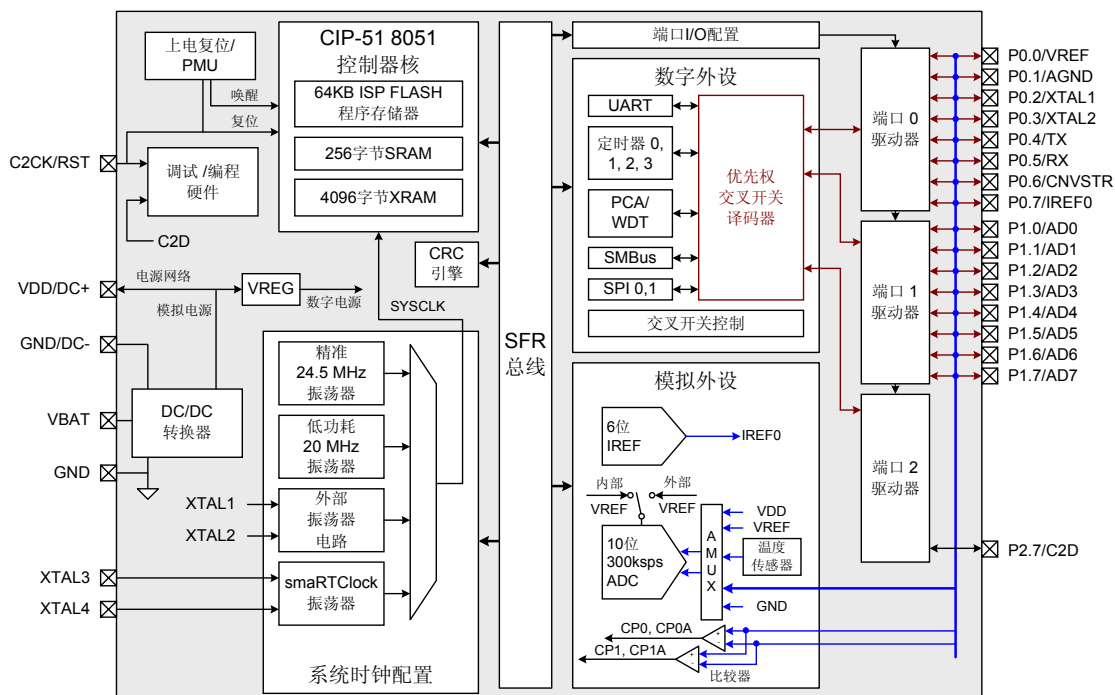 上电复位/
PMU
唤醒
复位
C2CK/RST
调试 /编程
硬件
C2D
CIP-51 8051
控制器核
64KB ISP FLASH
程序存储器
256字节SRAM
4096字节XRAM
CRC
引擎
VDD/DC+
电源网络
模拟电源
VREG
数字电源
SYSCLK
GND/DC-
VBAT
DC/DC
转换器
GND
精准
24.5 MHz
振荡器
低功耗
20 MHz
振荡器
XTAL1
XTAL2
外部
振荡器
电路
XTAL3
XTAL4
smaRTClock
振荡器
系统时钟配置
SFR
总线
端口I/O配置
数字外设
UART
定时器 0,
1, 2, 3
PCA/
WDT
SMBus
SPI 0,1
优先权
交叉开关
译码器
交叉开关控制
模拟外设
6位
IREF
IREF0
内部
VREF
外部
VREF
10位
300ksps
ADC
A
M
U
X
VDD
VREF
温度
传感器
GND
CP0, CP0A
+
-
CP1, CP1A
+
-
比较器
端口 0
驱动器
端口 1
驱动器
端口 2
驱动器
P0.0/VREF
P0.1/AGND
P0.2/XTAL1
P0.3/XTAL2
P0.4/TX
P0.5/RX
P0.6/CNVSTR
P0.7/IREF0
P1.0/AD0
P1.1/AD1
P1.2/AD2
P1.3/AD3
P1.4/AD4
P1.5/AD5
P1.6/AD6
P1.7/AD7
P2.7/C2D